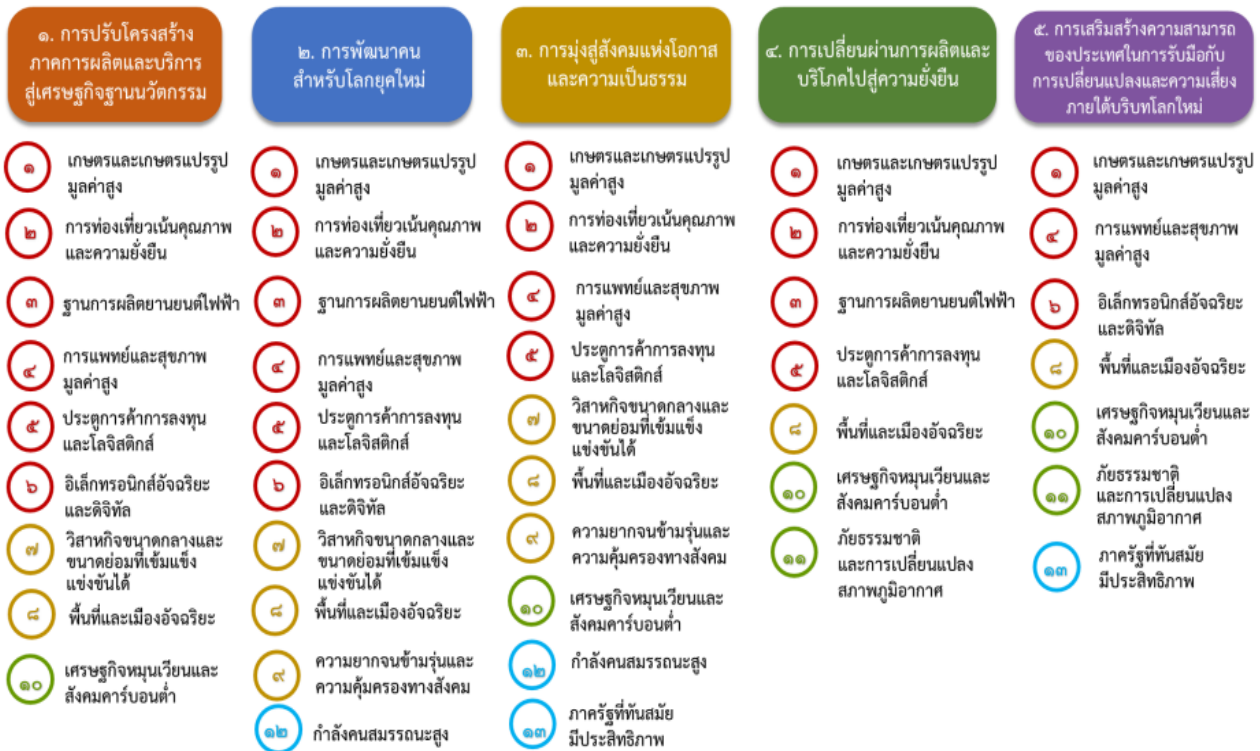 ๑. การปรับโครงสร้าง
ภาคการผลิตและบริการ
สู่เศรษฐกิจฐานนวัตกรรม
๑
เกษตรและเกษตรแปรรูป
มูลค่าสูง
๒
การท่องเที่ยวเน้นคุณภาพ
และความยั่งยืน
๓
ฐานการผลิตยานยนต์ไฟฟ้า
๔
การแพทย์และสุขภาพ
มูลค่าสูง
๕
ประตูการค้าการลงทุน
และโลจิสติกส์
๖
อิเล็กทรอนิกส์อัจฉริยะ
และดิจิทัล
๗
วิสาหกิจขนาดกลางและ
ขนาดย่อมที่เข้มแข็ง
แข่งขันได้
๘
พื้นที่และเมืองอัจฉริยะ
๑๐
เศรษฐกิจหมุนเวียนและ
สังคมคาร์บอนต่ำ
๒. การพัฒนาคน
สำหรับโลกยุคใหม่
๑
เกษตรและเกษตรแปรรูป
มูลค่าสูง
๒
การท่องเที่ยวเน้นคุณภาพ
และความยั่งยืน
๓
ฐานการผลิตยานยนต์ไฟฟ้า
๔
การแพทย์และสุขภาพ
มูลค่าสูง
๕
ประตูการค้าการลงทุน
และโลจิสติกส์
๖
อิเล็กทรอนิกส์อัจฉริยะ
และดิจิทัล
๗
วิสาหกิจขนาดกลางและ
ขนาดย่อมที่เข้มแข็ง
แข่งขันได้
๘
พื้นที่และเมืองอัจฉริยะ
๙
ความยากจนข้ามรุ่นและ
ความคุ้มครองทางสังคม
๑๒
กำลังคนสมรรถนะสูง
๓. การมุ่งสู่สังคมแห่งโอกาส
และความเป็นธรรม
๑
เกษตรและเกษตรแปรรูป
มูลค่าสูง
๒
การท่องเที่ยวเน้นคุณภาพ
และความยั่งยืน
๔
การแพทย์และสุขภาพ
มูลค่าสูง
๕
ประตูการค้าการลงทุน
และโลจิสติกส์
๗
วิสาหกิจขนาดกลางและ
ขนาดย่อมที่เข้มแข็ง
แข่งขันได้
๘
พื้นที่และเมืองอัจฉริยะ
๙
ความยากจนข้ามรุ่นและ
ความคุ้มครองทางสังคม
๑๐
เศรษฐกิจหมุนเวียนและ
สังคมคาร์บอนต่ำ
๑๒
กำลังคนสมรรถนะสูง
๑๓
ภาครัฐที่ทันสมัย
มีประสิทธิภาพ
๔. การเปลี่ยนผ่านการผลิตและ
บริโภคไปสู่ความยั่งยืน
๑
เกษตรและเกษตรแปรรูป
มูลค่าสูง
๒
การท่องเที่ยวเน้นคุณภาพ
และความยั่งยืน
๓
ฐานการผลิตยานยนต์ไฟฟ้า
๕
ประตูการค้าการลงทุน
และโลจิสติกส์
๘
พื้นที่และเมืองอัจฉริยะ
๑๐
เศรษฐกิจหมุนเวียนและ
สังคมคาร์บอนต่ำ
๑๑
ภัยธรรมชาติ
และการเปลี่ยนแปลง
สภาพภูมิอากาศ
๕. การเสริมสร้างความสามารถ
ของประเทศในการรับมือกับ
การเปลี่ยนแปลงและความเสี่ยง
ภายใต้บริบทโลกใหม่
๑
เกษตรและเกษตรแปรรูป
มูลค่าสูง
๔
การแพทย์และสุขภาพ
มูลค่าสูง
๖
อิเล็กทรอนิกส์อัจฉริยะ
และดิจิทัล
๘
พื้นที่และเมืองอัจฉริยะ
๑๐
เศรษฐกิจหมุนเวียนและ
สังคมคาร์บอนต่ำ
๑๑
ภัยธรรมชาติ
และการเปลี่ยนแปลง
สภาพภูมิอากาศ
๑๓
ภาครัฐที่ทันสมัย
มีประสิทธิภาพ